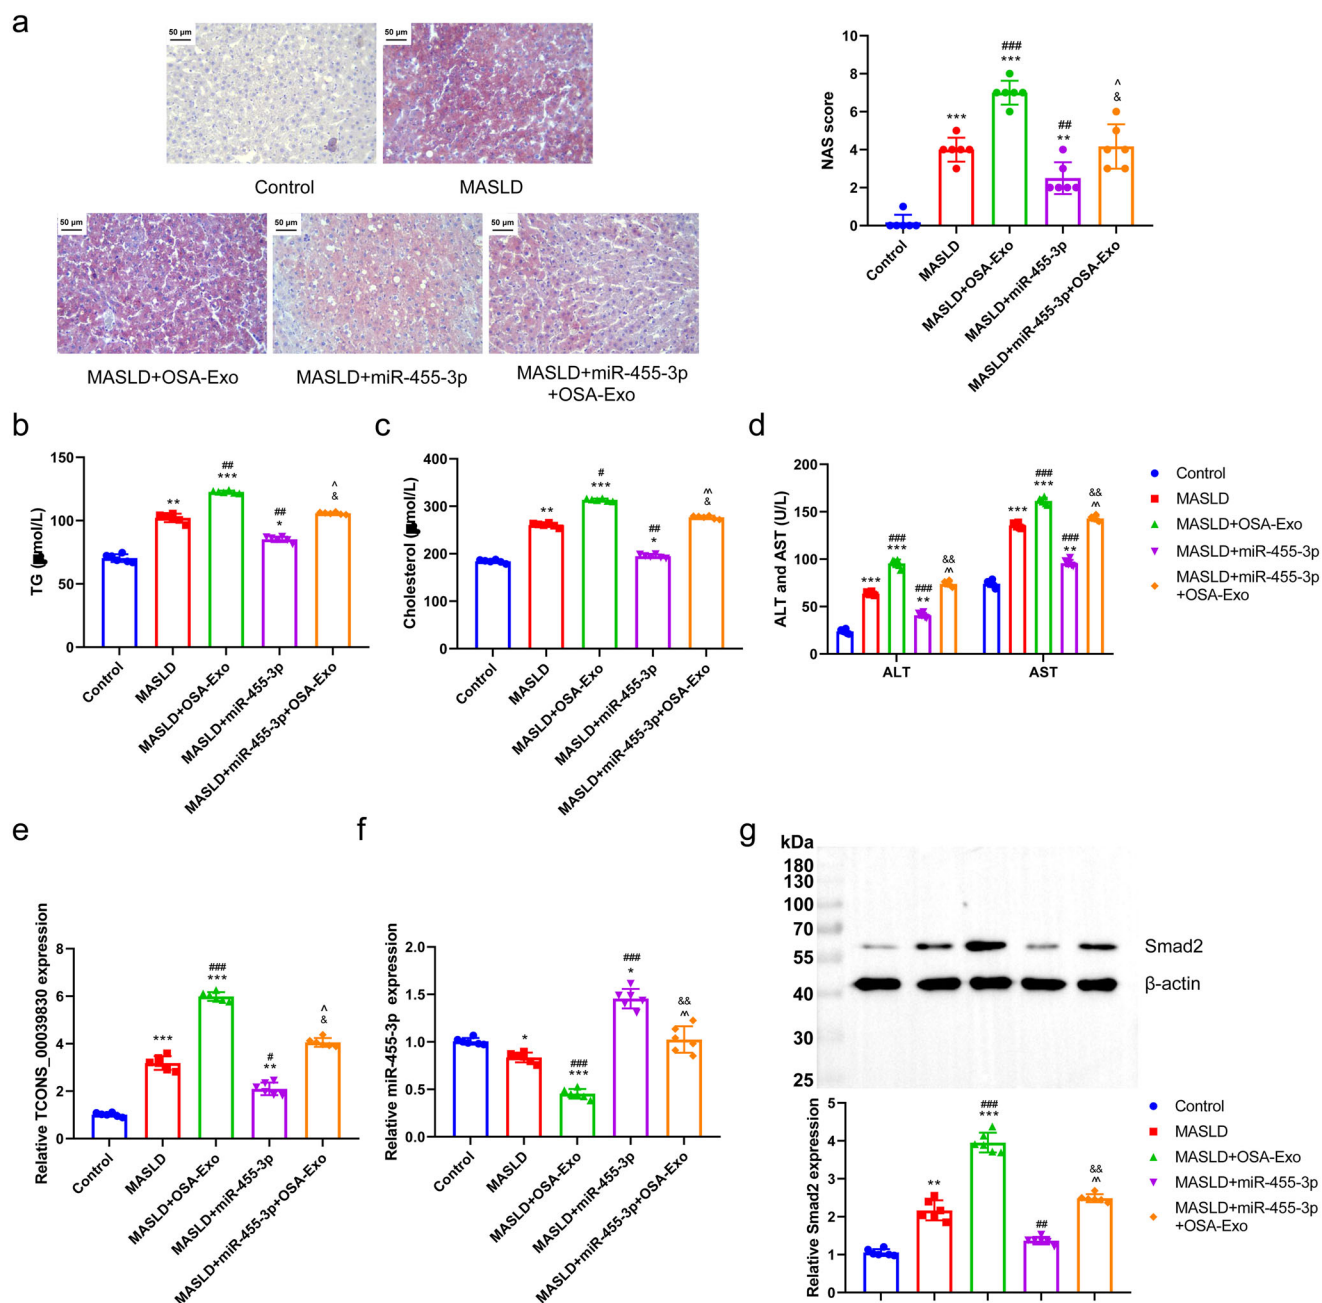 a
50 µm
50 µm
Control
MASLD
50 µm
50 µm
50 µm
MASLD+OSA-Exo
MASLD+miR-455-3p
MASLD+miR-455-3p
+OSA-Exo
NAS score
10
8
6
4
2
0
***
###
***
##
**
^
&
Control
MASLD
MASLD+OSA-Exo
MASLD+miR-455-3p
MASLD+miR-455-3p+OSA-Exo
b
TG (mol/L)
150
100
50
0
**
##
***
##
*
^
&
Control
MASLD
MASLD+OSA-Exo
MASLD+miR-455-3p
MASLD+miR-455-3p+OSA-Exo
c
Cholesterol (mol/L)
400
300
200
100
0
**
#
***
##
*
^^
&
Control
MASLD
MASLD+OSA-Exo
MASLD+miR-455-3p
MASLD+miR-455-3p+OSA-Exo
d
ALT and AST (U/L)
200
150
100
50
0
***
###
***
###
**
&&
^^
***
###
***
###
**
&&
^^
ALT
AST
Control
MASLD
MASLD+OSA-Exo
MASLD+miR-455-3p
MASLD+miR-455-3p
+OSA-Exo
e
Relative TCONS_00039830 expression
8
6
4
2
0
***
###
***
#
**
^
&
Control
MASLD
MASLD+OSA-Exo
MASLD+miR-455-3p
MASLD+miR-455-3p+OSA-Exo
f
Relative miR-455-3p expression
2.0
1.5
1.0
0.5
0.0
*
###
***
###
*
&&
^^
Control
MASLD
MASLD+OSA-Exo
MASLD+miR-455-3p
MASLD+miR-455-3p+OSA-Exo
g
kDa
180
130
100
70
55
40
30
25
Smad2
β-actin
Relative Smad2 expression
5
4
3
2
1
0
**
###
***
##
&&
^^
Control
MASLD
MASLD+OSA-Exo
MASLD+miR-455-3p
MASLD+miR-455-3p
+OSA-Exo